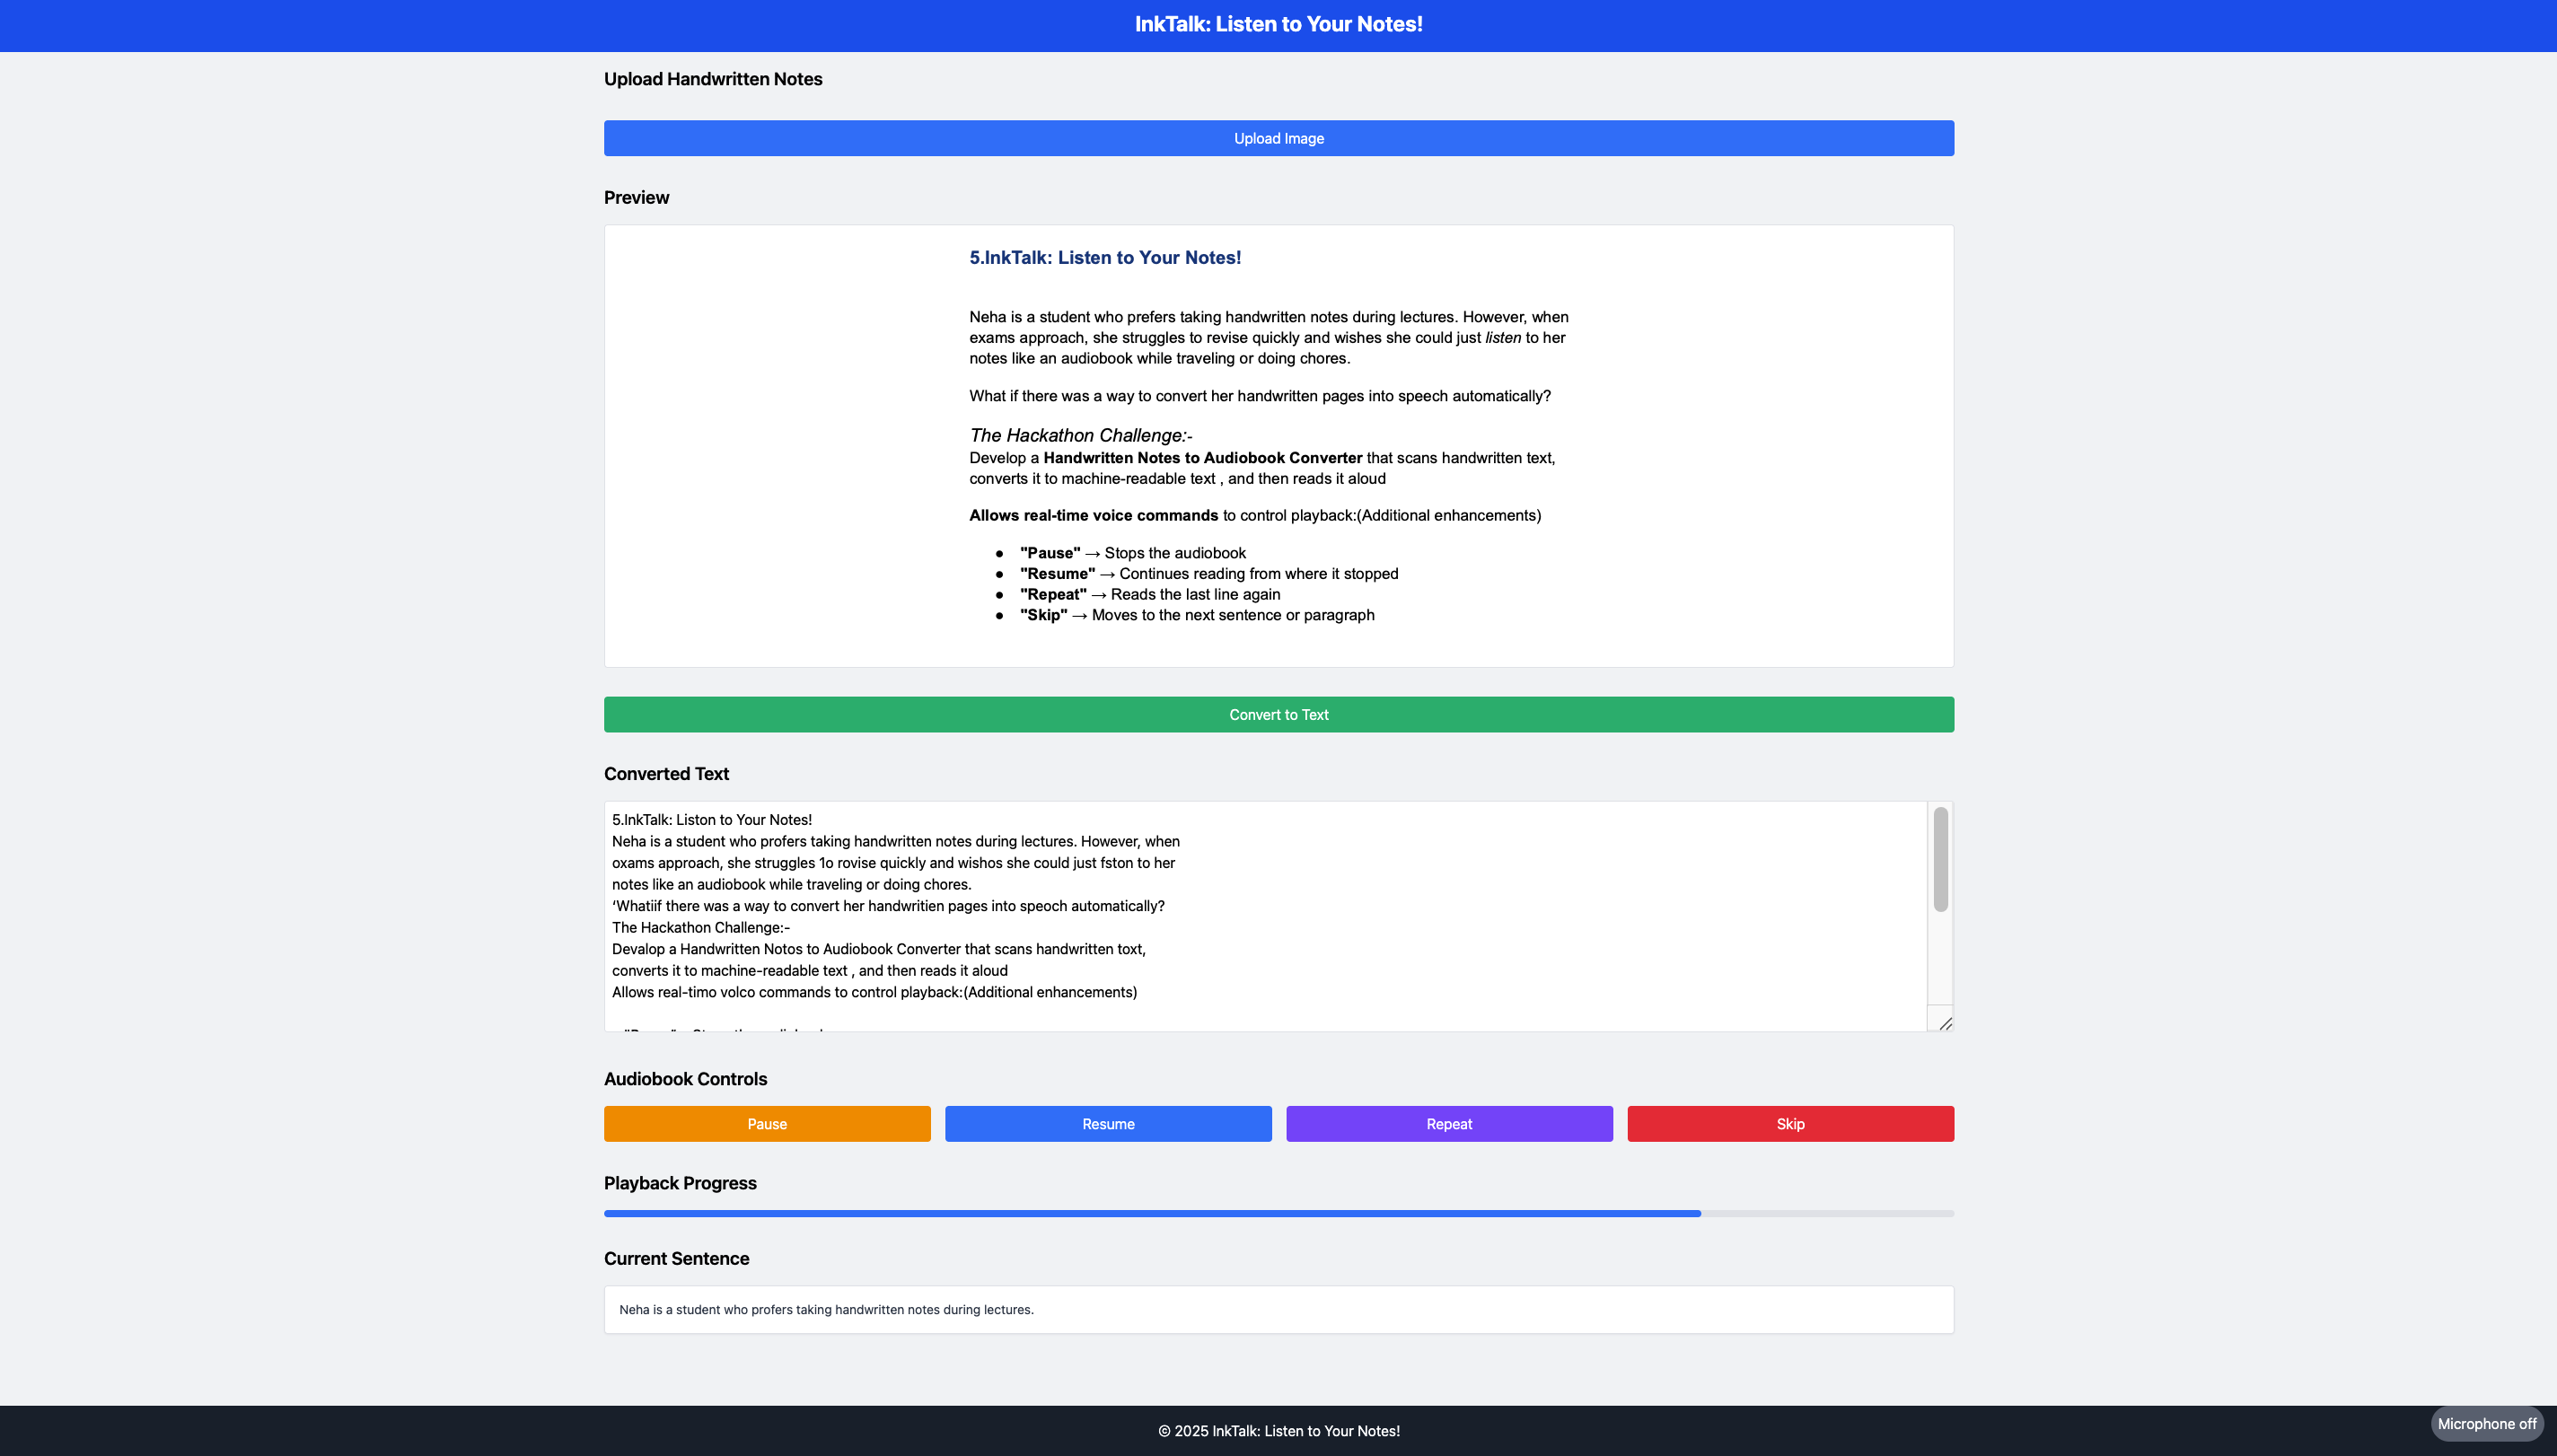 InkTalk: Listen to Your Notes!
Upload Handwritten Notes
Upload Image
Preview
5.InkTalk: Listen to Your Notes!
Neha is a student who prefers taking handwritten notes during lectures. However, when
exams approach, she struggles to revise quickly and wishes she could just listen to her
notes like an audiobook while traveling or doing chores.
What if there was a way to convert her handwritten pages into speech automatically?
The Hackathon Challenge:-
Develop a Handwritten Notes to Audiobook Converter that scans handwritten text,
converts it to machine-readable text , and then reads it aloud
Allows real-time voice commands to control playback:(Additional enhancements)
● "Pause" → Stops the audiobook
● "Resume" → Continues reading from where it stopped
● "Repeat" → Reads the last line again
● "Skip" → Moves to the next sentence or paragraph
Convert to Text
Converted Text
5.InkTalk: Liston to Your Notes!
Neha is a student who profers taking handwritten notes during lectures. However, when
oxams approach, she struggles 1o rovise quickly and wishos she could just fston to her
notes like an audiobook while traveling or doing chores.
‘Whatiif there was a way to convert her handwritien pages into speoch automatically?
The Hackathon Challenge:-
Devalop a Handwritten Notos to Audiobook Converter that scans handwritten toxt,
converts it to machine-readable text , and then reads it aloud
Allows real-timo volco commands to control playback:(Additional enhancements)
Audiobook Controls
Pause Resume Repeat Skip
Playback Progress
Current Sentence
Neha is a student who profers taking handwritten notes during lectures.
© 2025 InkTalk: Listen to Your Notes!
Microphone off